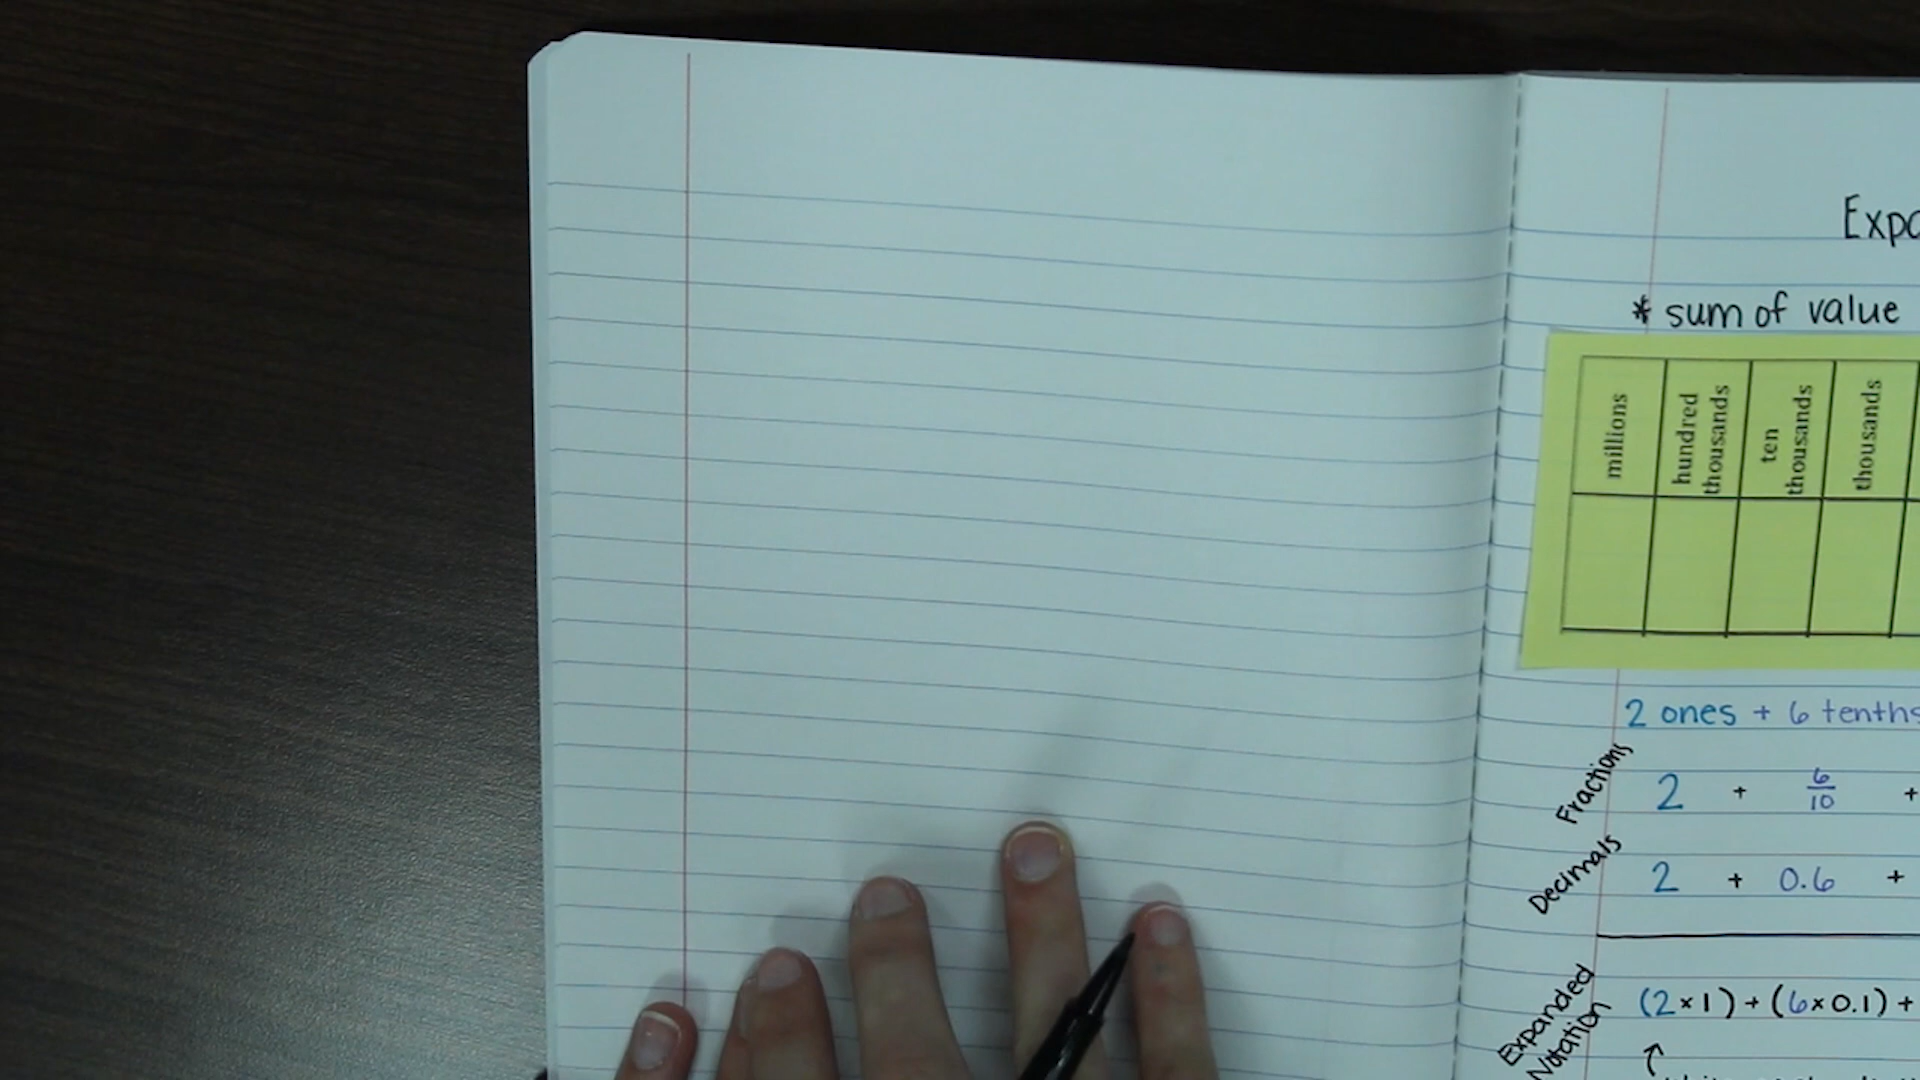 * sum of value
millions
hundred thousands
ten thousands
thousands
2 ones + 6 tenths
Fractions
2 + 6/10 +
Decimals
2 + 0.6 +
Expanded Notation
(2×1) + (6×0.1) +